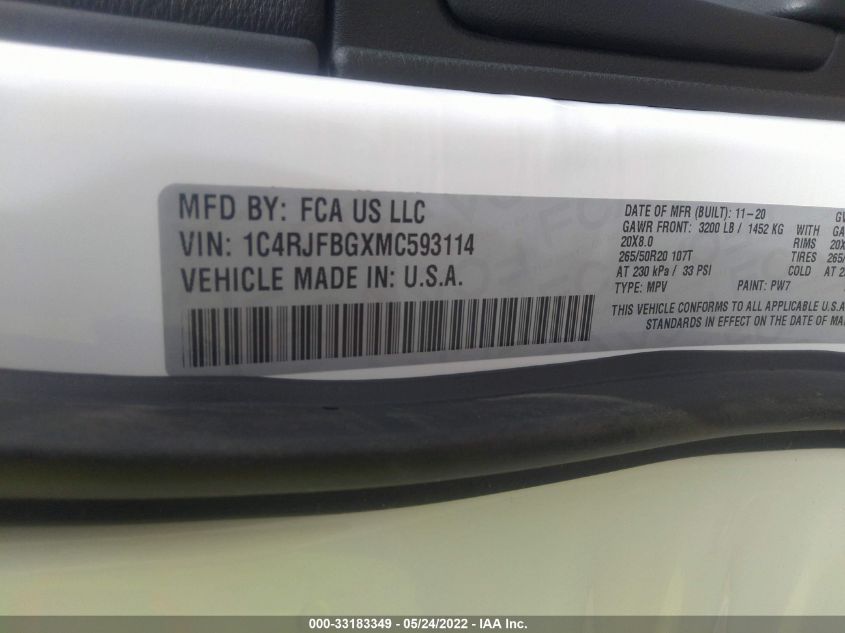 MFD BY: FCA US LLC
VIN: 1C4RJFBGXMC593114
VEHICLE MADE IN: U.S.A.
DATE OF MFR (BUILT): 11-20
GAWR FRONT: 3200 LB / 1452 KG
20X8.0
265/50R20 107T
AT 230 kPa / 33 PSI
TYPE: MPV PAINT: PW7
RIMS
TIRES
COLD AT
THIS VEHICLE CONFORMS TO ALL APPLICABLE U.S.A
STANDARDS IN EFFECT ON THE DATE OF
000-33183349 - 05/24/2022 - IAA Inc.